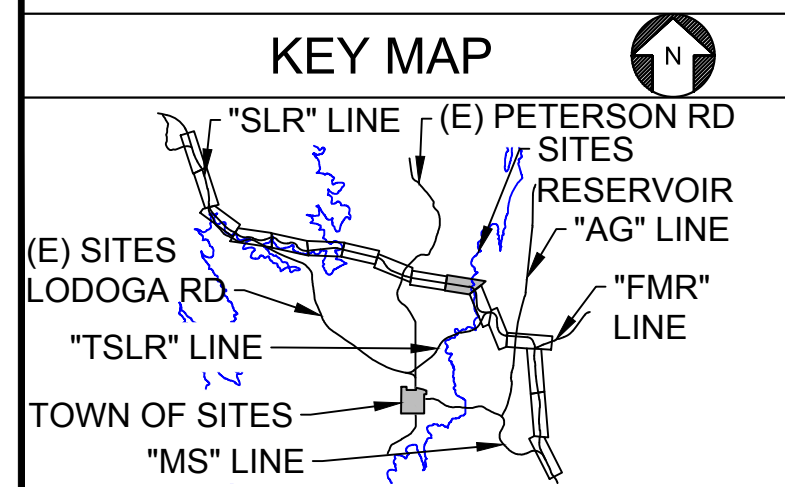 KEY MAP
N
"SLR" LINE
(E) PETERSON RD
SITES
RESERVOIR
"AG" LINE
(E) SITES
LODOGA RD
"FMR"
LINE
"TSLR" LINE
TOWN OF SITES
"MS" LINE